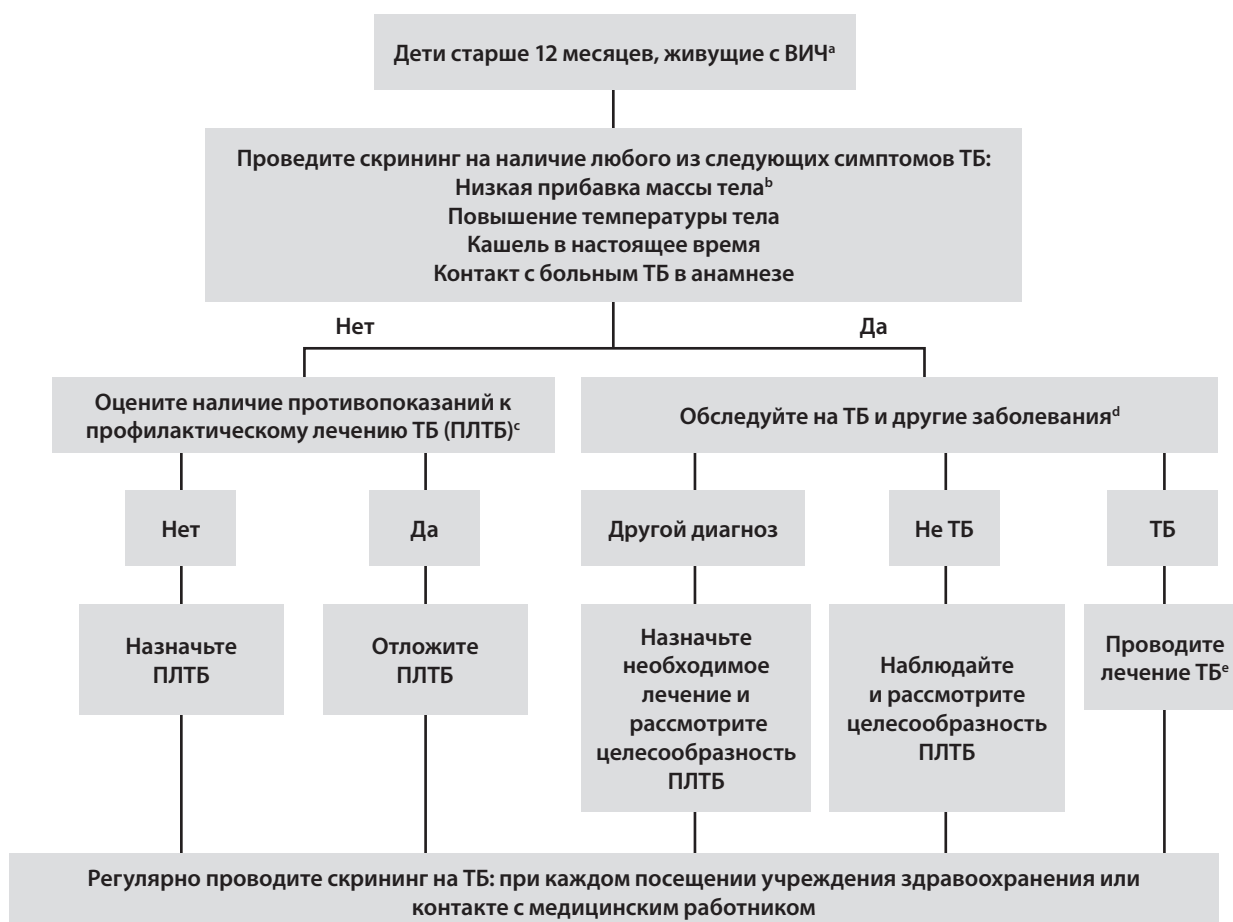 Дети старше 12 месяцев, живущие с ВИЧᵃ
Проведите скрининг на наличие любого из следующих симптомов ТБ:
Низкая прибавка массы телаᵇ
Повышение температуры тела
Кашель в настоящее время
Контакт с больным ТБ в анамнезе
Нет
Да
Оцените наличие противопоказаний к
профилактическому лечению ТБ (ПЛТБ)ᶜ
Обследуйте на ТБ и другие заболеванияᵈ
Нет
Да
Другой диагноз
Не ТБ
ТБ
Назначьте
ПЛТБ
Отложите
ПЛТБ
Назначьте
необходимое
лечение и
рассмотрите
целесообразность
ПЛТБ
Наблюдайте
и рассмотрите
целесообразность
ПЛТБ
Проводите
лечение ТБᵉ
Регулярно проводите скрининг на ТБ: при каждом посещении учреждения здравоохранения или
контакте с медицинским работником